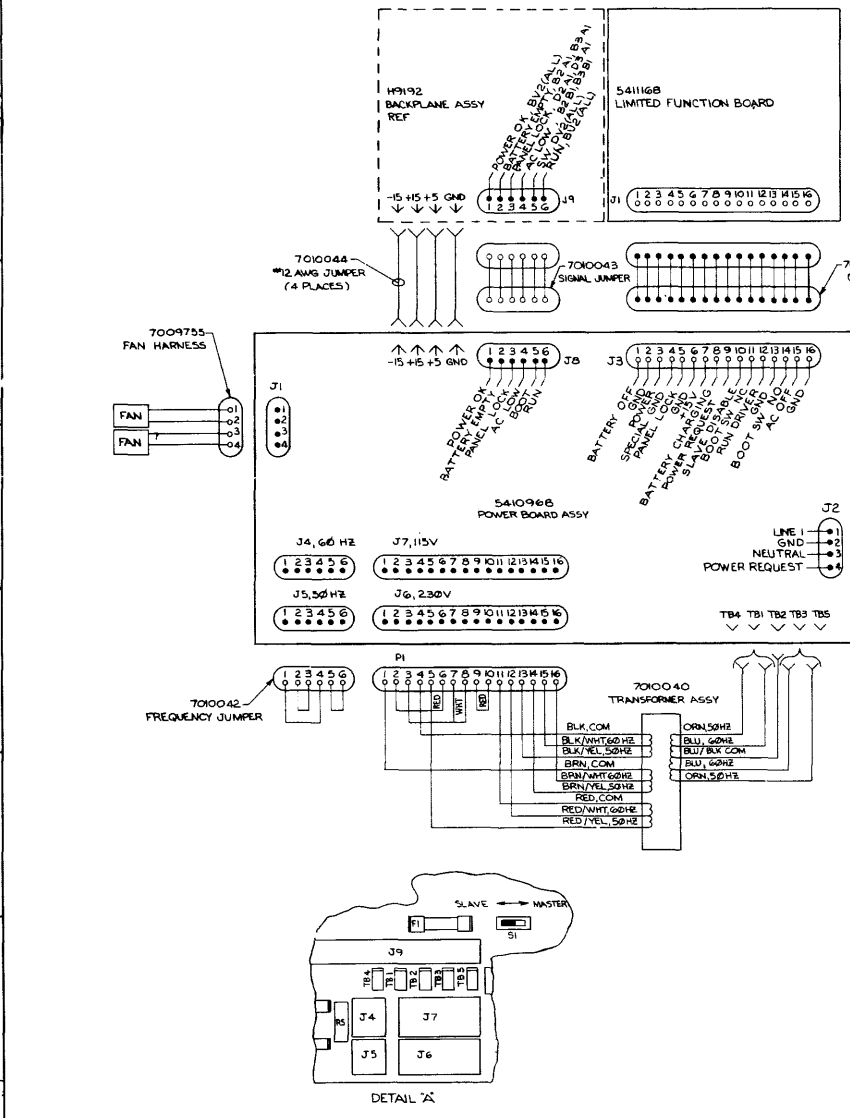 H9192
BACKPLANE ASSY
REF
POWER OK, BV2(ALL)
BATTERY EMPTY, B2 A1, B3 A1
PANEL LOCK, D2 A1, D3 A1
AC LOW, B2 B1, B3 B1
SW, DV2(ALL)
RUN, BU2(ALL)
-15 +15 +5 GND
1 2 3 4 5 6
J9
5411168
LIMITED FUNCTION BOARD
J1
1 2 3 4 5 6 7 8 9 10 11 12 13 14 15 16
7010044
#12 AWG JUMPER
(4 PLACES)
7010043
SIGNAL JUMPER
7009755
FAN HARNESS
FAN
FAN
1
2
3
4
J1
1
2
3
4
-15 +15 +5 GND
1 2 3 4 5 6
J8
POWER OK
BATTERY EMPTY
PANEL LOCK
AC LOW
BOOT
RUN
J3
1 2 3 4 5 6 7 8 9 10 11 12 13 14 15 16
BATTERY OFF
GND
POWER
SPECIAL GND
PANEL LOCK
GND
+15V
BATTERY CHARGING
POWER REQUEST
SLAVE DISABLE
BOOT SW NC
RUN DRIVER
GND
BOOT SW NO
AC OFF
GND
5410968
POWER BOARD ASSY
J2
LINE 1 1
GND 2
NEUTRAL 3
POWER REQUEST 4
J4, 60 HZ
1 2 3 4 5 6
J7, 115V
1 2 3 4 5 6 7 8 9 10 11 12 13 14 15 16
J5, 50 HZ
1 2 3 4 5 6
J6, 230V
1 2 3 4 5 6 7 8 9 10 11 12 13 14 15 16
TB4 TB1 TB2 TB3 TB5
1 2 3 4 5 6
7010042
FREQUENCY JUMPER
P1
1 2 3 4 5 6 7 8 9 10 11 12 13 14 15 16
RED
WHT
RED
7010040
TRANSFORMER ASSY
BLK, COM
BLK/WHT, 60HZ
BLK/YEL, 50HZ
BRN, COM
BRN/WHT 60HZ
BRN/YEL, 50HZ
RED, COM
RED/WHT, 60HZ
RED/YEL, 50HZ
ORN, 50HZ
BLU, 60HZ
BLU/BLK COM
BLU, 60HZ
ORN, 50HZ
SLAVE MASTER
F1
S1
J9
TB4
TB1
TB2
TB3
TB5
R5
J4
J7
J5
J6
DETAIL "A"